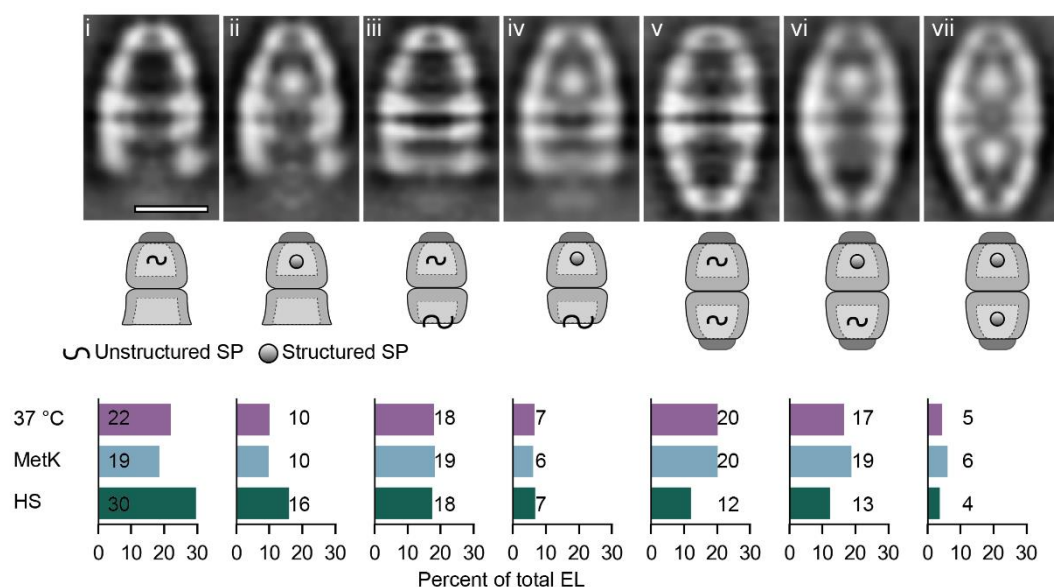 i ii iii iv v vi vii
Unstructured SP Structured SP
37 °C 22 10 18 7 20 17 5
MetK 19 10 19 6 20 19 6
HS 30 16 18 7 12 13 4
0 10 20 30 0 10 20 30 0 10 20 30 0 10 20 30 0 10 20 30 0 10 20 30 0 10 20 30
Percent of total EL